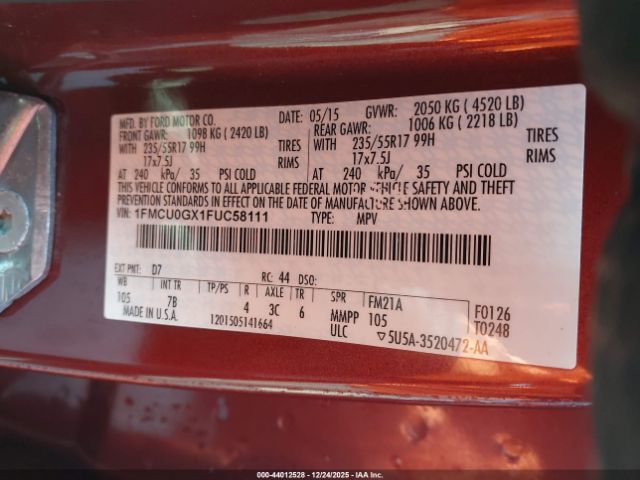 MFD. BY FORD MOTOR CO.
DATE: 05/15 GVWR: 2050 KG ( 4520 LB)
FRONT GAWR: 1098 KG ( 2420 LB)
REAR GAWR: 1006 KG ( 2218 LB)
WITH 235/55R17 99H TIRES
17x7.5J RIMS
WITH 235/55R17 99H TIRES
17x7.5J RIMS
AT 240 kPa/ 35 PSI COLD
AT 240 kPa/ 35 PSI COLD
THIS VEHICLE CONFORMS TO ALL APPLICABLE FEDERAL MOTOR VEHICLE SAFETY AND THEFT
PREVENTION STANDARDS IN EFFECT ON THE DATE OF MANUFACTURE SHOWN ABOVE.
VIN: 1FMCU0GX1FUC58111 TYPE: MPV
EXT PNT: D7 RC: 44 DSO:
WB INT TR TP/PS R AXLE TR SPR FM21A F0126
105 7B 4 3C 6 MMPP 105 T0248
MADE IN U.S.A. 1201505141664 ULC ▽5U5A-3520472-AA
000-44012528 - 12/24/2025 - IAA Inc.